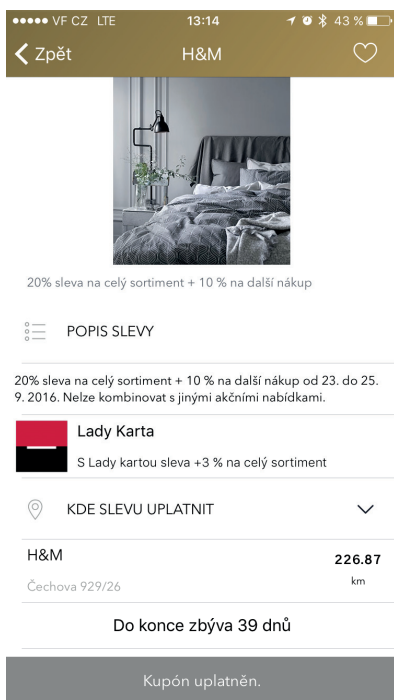 VF CZ LTE 13:14 43 %
Zpět H&M
20% sleva na celý sortiment + 10 % na další nákup
POPIS SLEVY
20% sleva na celý sortiment + 10 % na další nákup od 23. do 25.
9. 2016. Nelze kombinovat s jinými akčními nabídkami.
Lady Karta
S Lady kartou sleva +3 % na celý sortiment
KDE SLEVU UPLATNIT
H&M 226.87
Čechova 929/26 km
Do konce zbýva 39 dnů
Kupón uplatněn.